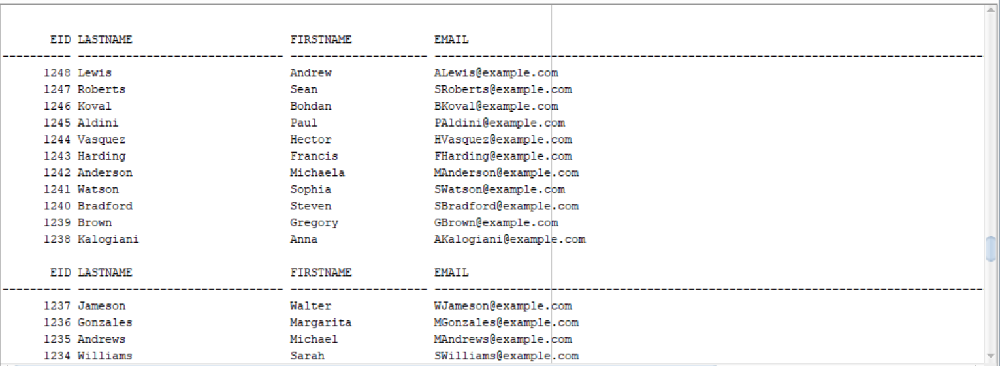 EID LASTNAME FIRSTNAME EMAIL
---------- ------------------------------ -------------------- --------------------------------------------------------------------------------
1248 Lewis Andrew ALewis@example.com
1247 Roberts Sean SRoberts@example.com
1246 Koval Bohdan BKoval@example.com
1245 Aldini Paul PAldini@example.com
1244 Vasquez Hector HVasquez@example.com
1243 Harding Francis FHarding@example.com
1242 Anderson Michaela MAnderson@example.com
1241 Watson Sophia SWatson@example.com
1240 Bradford Steven SBradford@example.com
1239 Brown Gregory GBrown@example.com
1238 Kalogiani Anna AKalogiani@example.com
EID LASTNAME FIRSTNAME EMAIL
---------- ------------------------------ -------------------- --------------------------------------------------------------------------------
1237 Jameson Walter WJameson@example.com
1236 Gonzales Margarita MGonzales@example.com
1235 Andrews Michael MAndrews@example.com
1234 Williams Sarah SWilliams@example.com